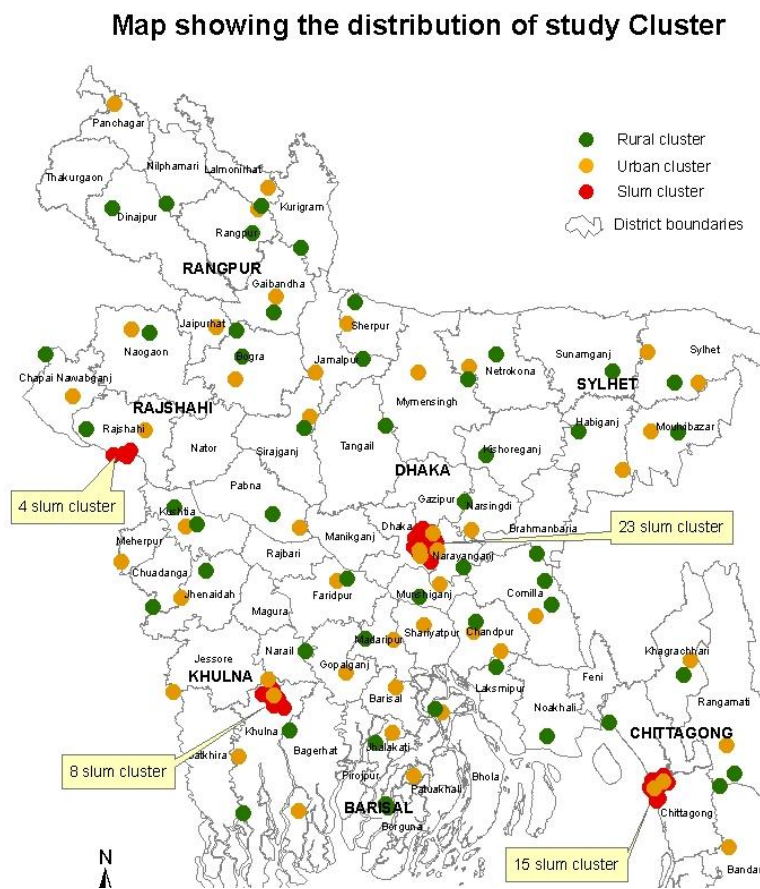 Map showing the distribution of study Cluster
Rural cluster
Urban cluster
Slum cluster
District boundaries
Panchagar
Thakurgaon
Nilphamari
Lalmonirhat
Dinajpur
Rangpur
Kurigram
RANGPUR
Gaibandha
Jaipurhat
Sherpur
Naogaon
Bogra
Jamalpur
Netrokona
Sunamganj
Sylhet
Chapai Nawabganj
SYLHET
RAJSHAHI
Mymensingh
Rajshahi
Nator
Sirajganj
Tangail
Kishoreganj
Habiganj
Moulvibazar
DHAKA
4 slum cluster
Pabna
Gazipur
Narsingdi
Kushtia
Manikganj
Dhaka
Brahmanbaria
23 slum cluster
Meherpur
Rajbari
Narayanganj
Chuadanga
Jhenaidah
Faridpur
Munshiganj
Comilla
Magura
Shariyatpur
Chandpur
Madaripur
Jessore
Narail
Gopalganj
Khagrachhari
KHULNA
Barisal
Laksmipur
Feni
Rangamati
Noakhali
Khulna
CHITTAGONG
Satkhira
Bagerhat
Jhalakati
8 slum cluster
Pirojpur
Patuakhali
Bhola
BARISAL
Borguna
Chittagong
15 slum cluster
Bandar
N